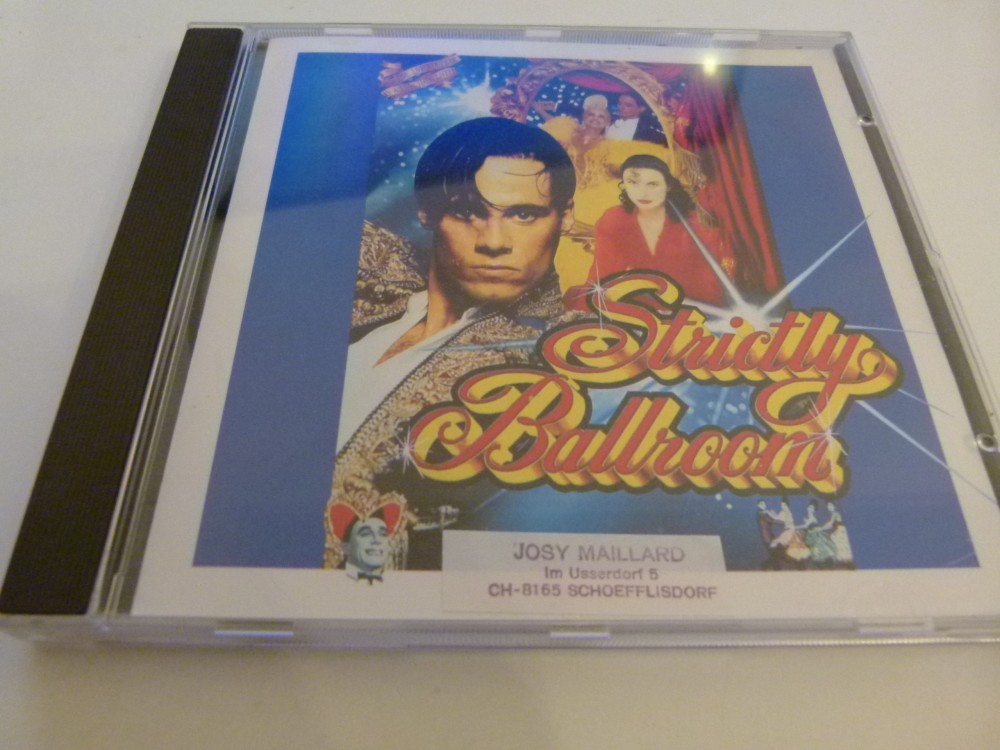 Strictly
Ballroom
JOSY MAILLARD
Im Usserdorf 5
CH-8165 SCHOEFFLISDORF